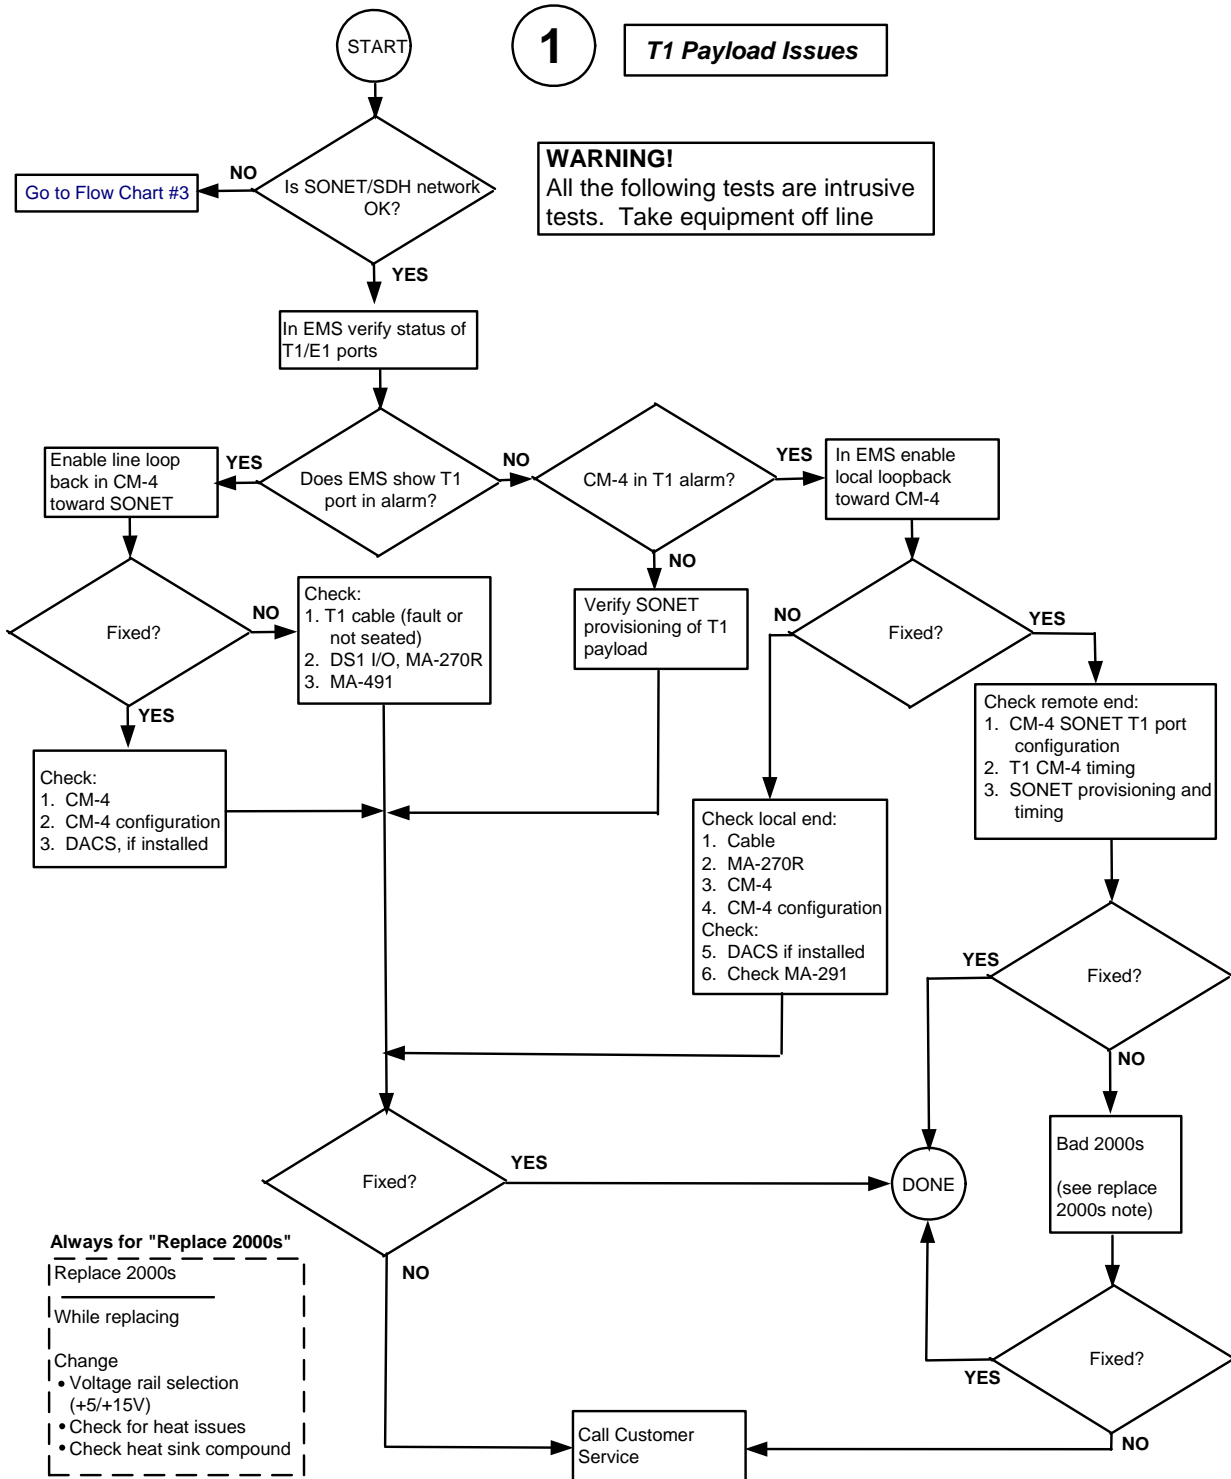 START
1
T1 Payload Issues
WARNING!
All the following tests are intrusive
tests. Take equipment off line
Is SONET/SDH network
OK?
NO
Go to Flow Chart #3
YES
In EMS verify status of
T1/E1 ports
Does EMS show T1
port in alarm?
YES
Enable line loop
back in CM-4
toward SONET
NO
CM-4 in T1 alarm?
YES
In EMS enable
local loopback
toward CM-4
NO
Verify SONET
provisioning of T1
payload
Fixed?
NO
Check:
1. T1 cable (fault or
not seated)
2. DS1 I/O, MA-270R
3. MA-491
YES
Check:
1. CM-4
2. CM-4 configuration
3. DACS, if installed
Fixed?
NO
YES
Check local end:
1. Cable
2. MA-270R
3. CM-4
4. CM-4 configuration
Check:
5. DACS if installed
6. Check MA-291
Check remote end:
1. CM-4 SONET T1 port
configuration
2. T1 CM-4 timing
3. SONET provisioning and
timing
Fixed?
YES
NO
Bad 2000s
(see replace
2000s note)
Fixed?
YES
NO
DONE
Fixed?
YES
NO
Call Customer
Service
Always for "Replace 2000s"
Replace 2000s
While replacing
Change
• Voltage rail selection
(+5/+15V)
• Check for heat issues
• Check heat sink compound